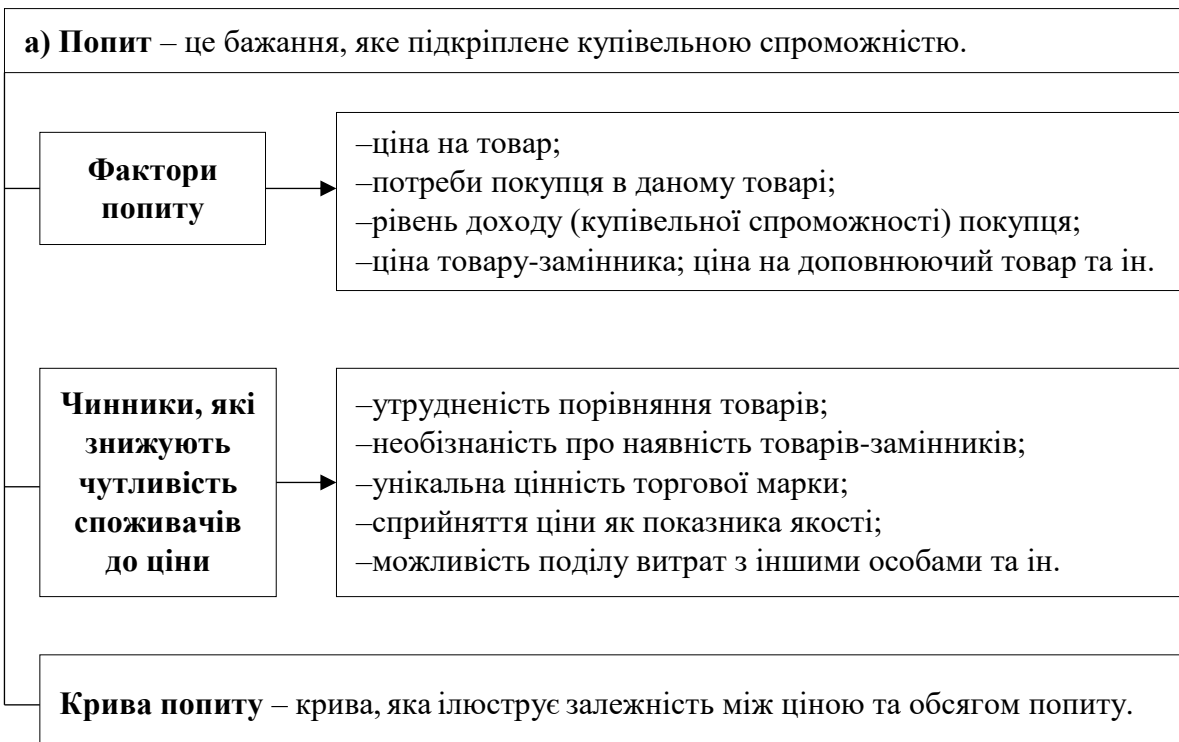 а) Попит – це бажання, яке підкріплене купівельною спроможністю.
Фактори
попиту
–ціна на товар;
–потреби покупця в даному товарі;
–рівень доходу (купівельної спроможності) покупця;
–ціна товару-замінника; ціна на доповнюючий товар та ін.
Чинники, які
знижують
чутливість
споживачів
до ціни
–утрудненість порівняння товарів;
–необізнаність про наявність товарів-замінників;
–унікальна цінність торгової марки;
–сприйняття ціни як показника якості;
–можливість поділу витрат з іншими особами та ін.
Крива попиту – крива, яка ілюструє залежність між ціною та обсягом попиту.